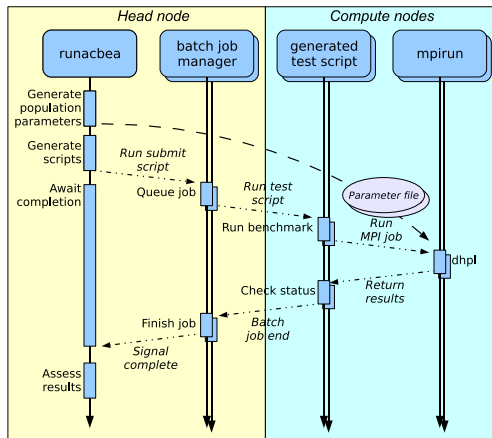 Head node
Compute nodes
runacbea
batch job
manager
generated
test script
mpirun
Generate
population
parameters
Generate
scripts
Run submit
script
Await
completion
Queue job
Run test
script
Parameter file
Run benchmark
Run
MPI job
dhpl
Check status
Return
results
Finish job
Batch
job end
Signal
complete
Assess
results